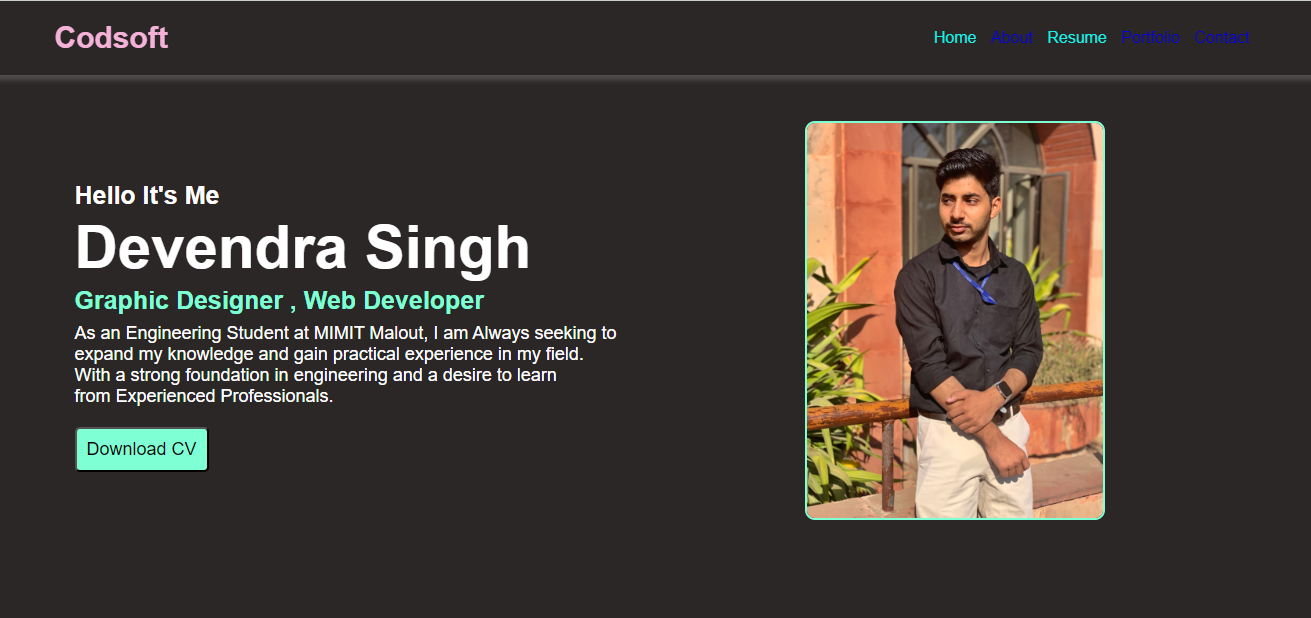 Codsoft
Home About Resume Portfolio Contact
Hello It's Me
Devendra Singh
Graphic Designer , Web Developer
As an Engineering Student at MIMIT Malout, I am Always seeking to
expand my knowledge and gain practical experience in my field.
With a strong foundation in engineering and a desire to learn
from Experienced Professionals.
Download CV